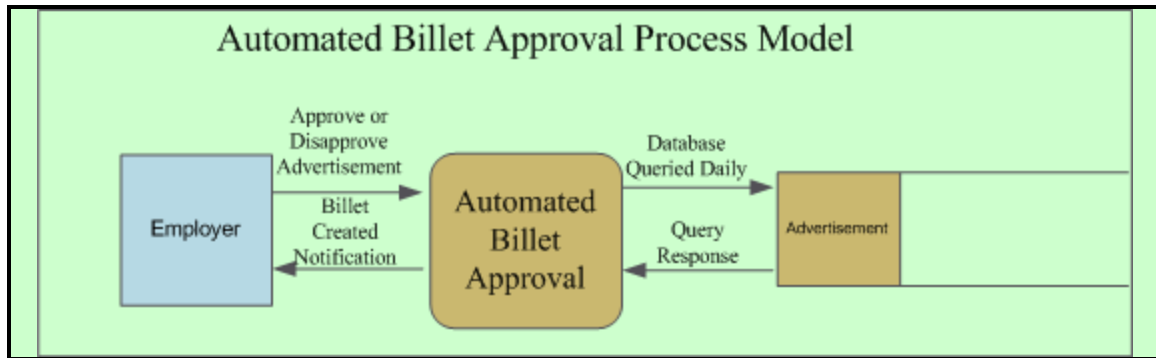 Automated Billet Approval Process Model
Approve or
Disapprove
Advertisement
Billet
Created
Notification
Employer
Automated
Billet
Approval
Database
Queried Daily
Query
Response
Advertisement